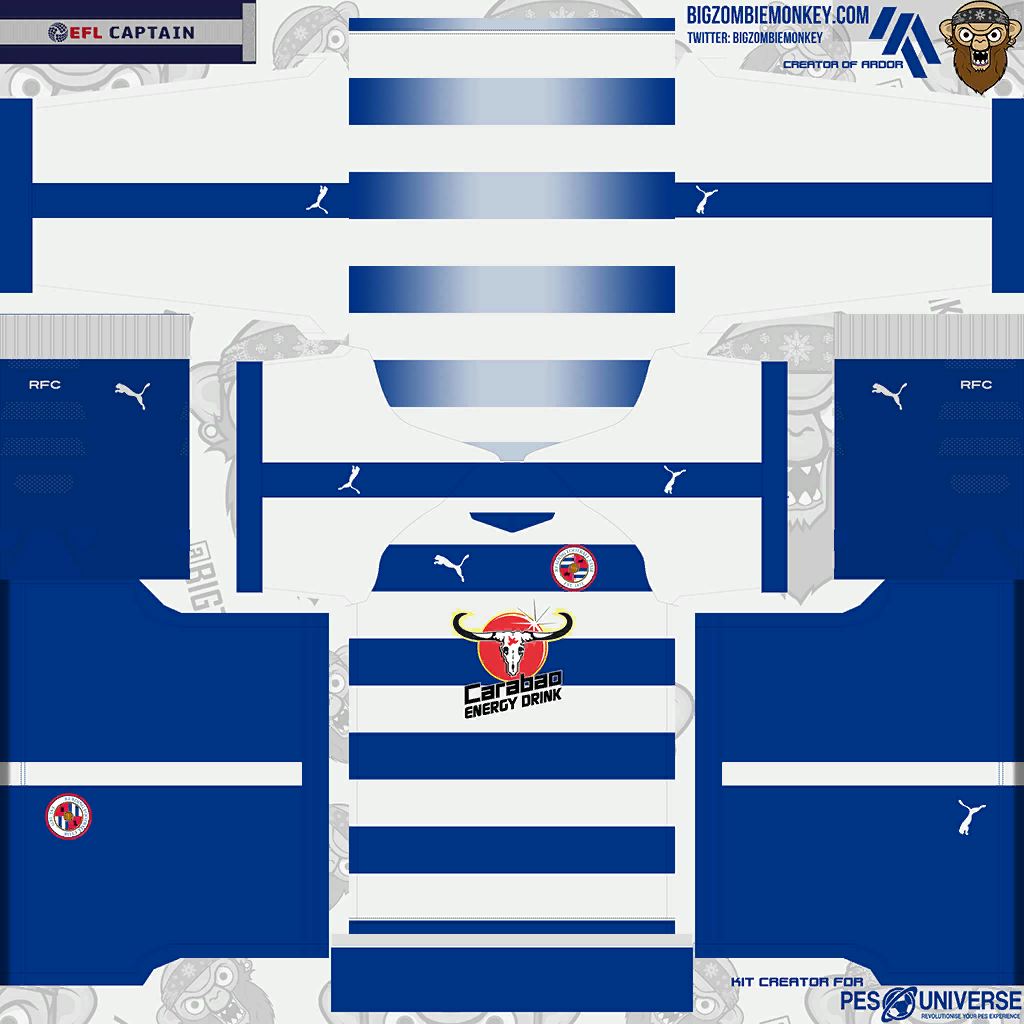 EFL CAPTAIN
BIGZOMBIEMONKEY.COM
TWITTER: BIGZOMBIEMONKEY
CREATOR OF ARDOR
RFC
RFC
Carabao
ENERGY DRINK
KIT CREATOR FOR
PES UNIVERSE
REVOLUTIONISE YOUR PES EXPERIENCE